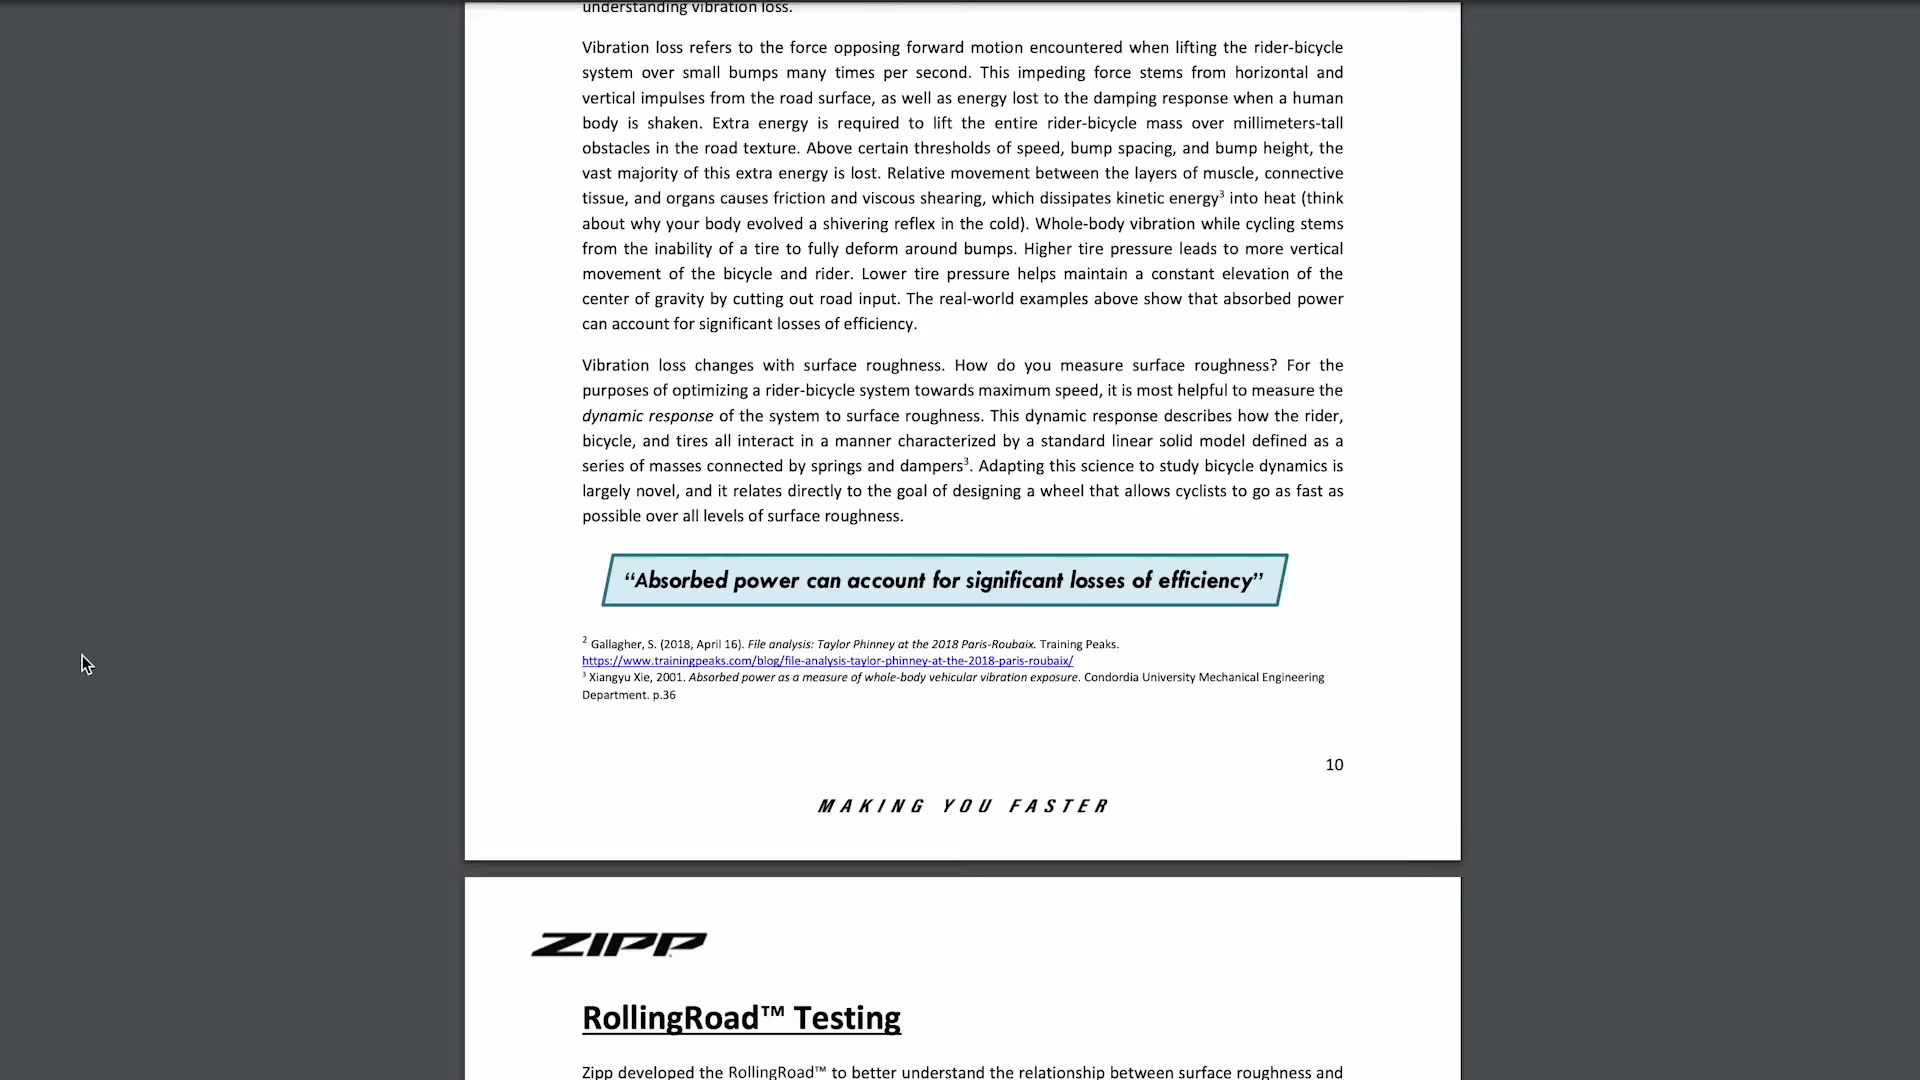 understanding vibration loss.
Vibration loss refers to the force opposing forward motion encountered when lifting the rider-bicycle
system over small bumps many times per second. This impeding force stems from horizontal and
vertical impulses from the road surface, as well as energy lost to the damping response when a human
body is shaken. Extra energy is required to lift the entire rider-bicycle mass over millimeters-tall
obstacles in the road texture. Above certain thresholds of speed, bump spacing, and bump height, the
vast majority of this extra energy is lost. Relative movement between the layers of muscle, connective
tissue, and organs causes friction and viscous shearing, which dissipates kinetic energy³ into heat (think
about why your body evolved a shivering reflex in the cold). Whole-body vibration while cycling stems
from the inability of a tire to fully deform around bumps. Higher tire pressure leads to more vertical
movement of the bicycle and rider. Lower tire pressure helps maintain a constant elevation of the
center of gravity by cutting out road input. The real-world examples above show that absorbed power
can account for significant losses of efficiency.
Vibration loss changes with surface roughness. How do you measure surface roughness? For the
purposes of optimizing a rider-bicycle system towards maximum speed, it is most helpful to measure the
dynamic response of the system to surface roughness. This dynamic response describes how the rider,
bicycle, and tires all interact in a manner characterized by a standard linear solid model defined as a
series of masses connected by springs and dampers³. Adapting this science to study bicycle dynamics is
largely novel, and it relates directly to the goal of designing a wheel that allows cyclists to go as fast as
possible over all levels of surface roughness.
“Absorbed power can account for significant losses of efficiency”
² Gallagher, S. (2018, April 16). File analysis: Taylor Phinney at the 2018 Paris-Roubaix. Training Peaks.
https://www.trainingpeaks.com/blog/file-analysis-taylor-phinney-at-the-2018-paris-roubaix/
³ Xiangyu Xie, 2001. Absorbed power as a measure of whole-body vehicular vibration exposure. Condordia University Mechanical Engineering
Department. p.36
10
MAKING YOU FASTER
ZIPP
RollingRoad™ Testing
Zipp developed the RollingRoad™ to better understand the relationship between surface roughness and